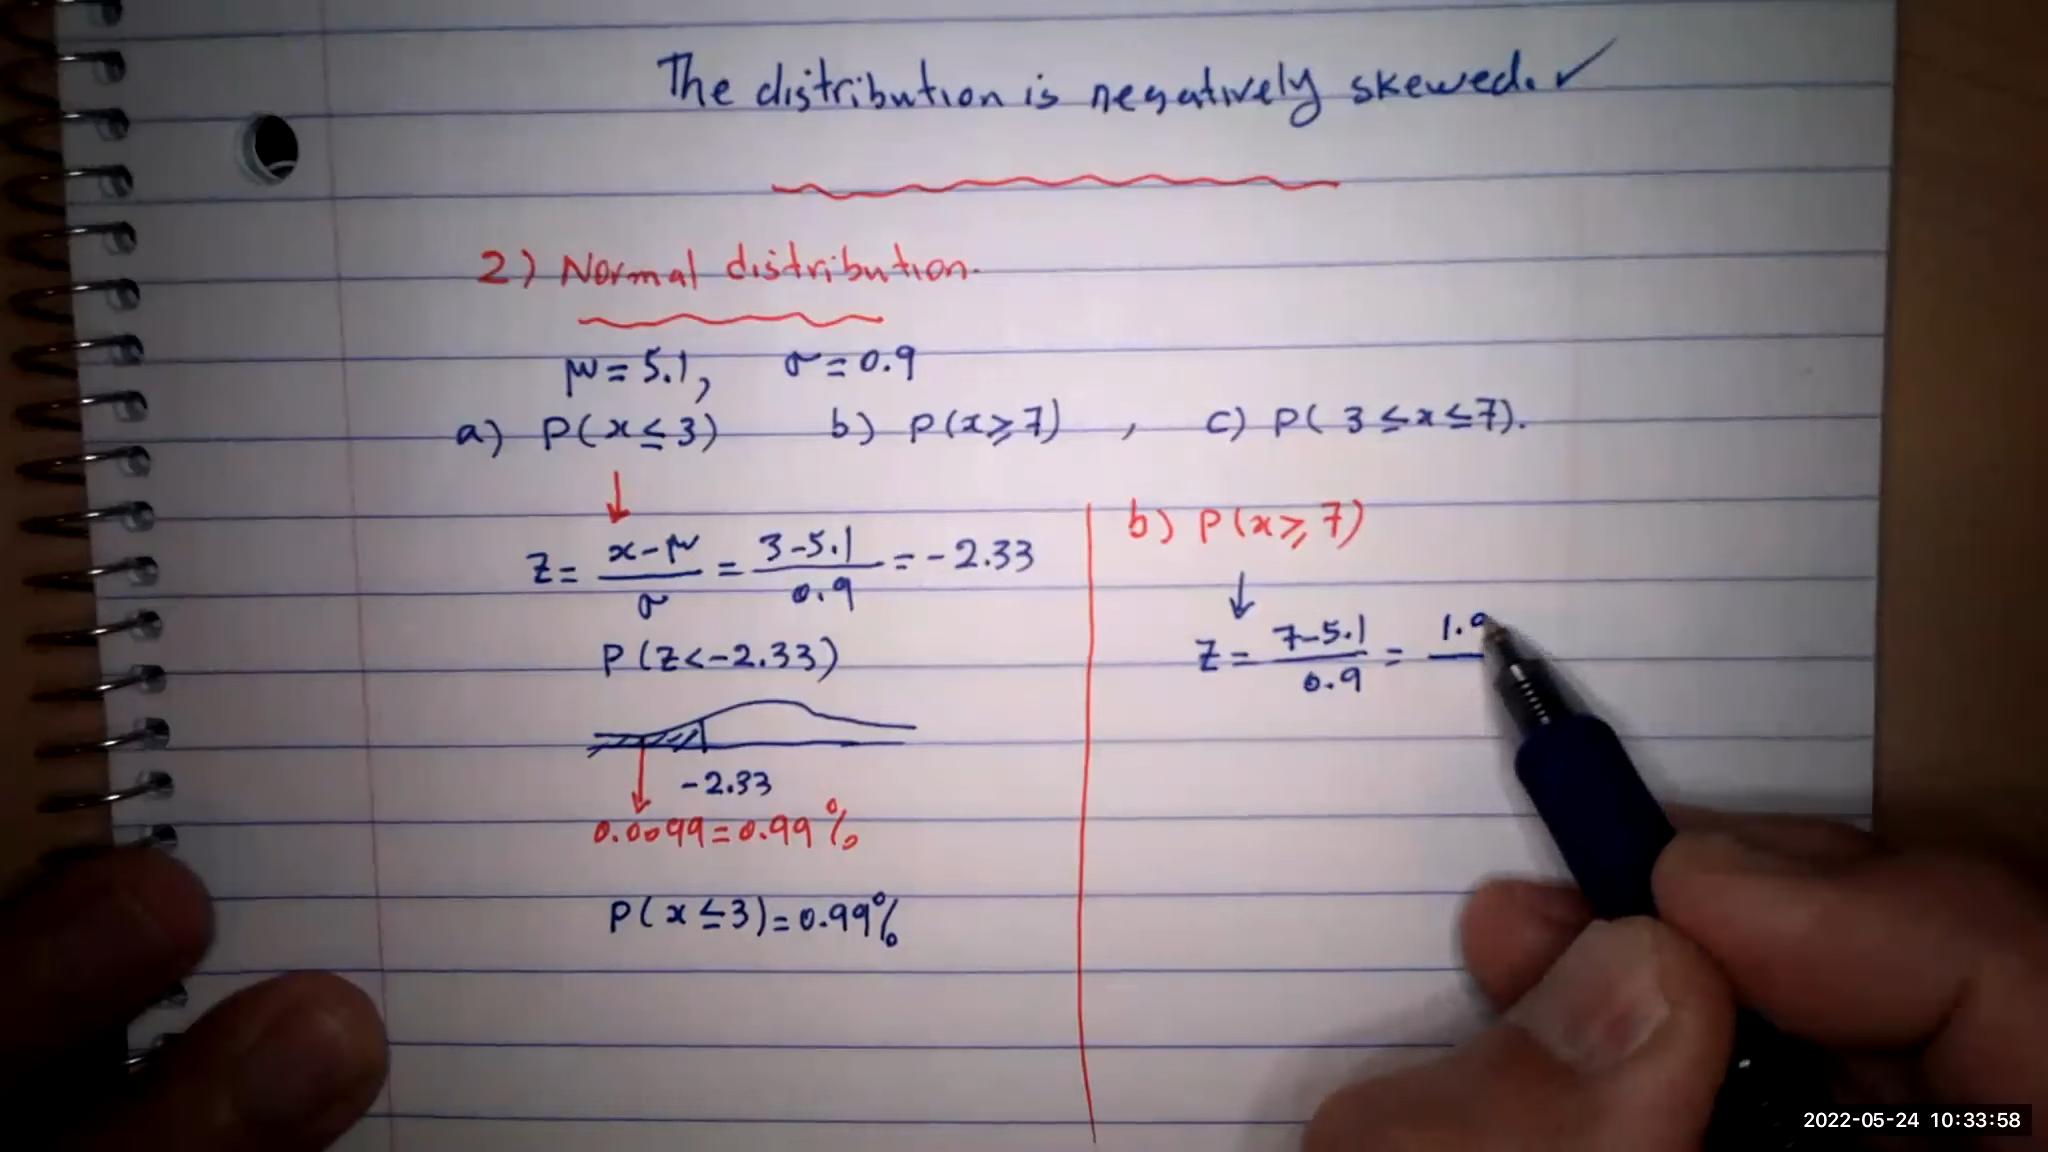 The distribution is negatively skewed. ✓
2) Normal distribution.
μ = 5.1, σ = 0.9
a) P(x ≤ 3) b) P(x ≥ 7) , c) P( 3 ≤ x ≤ 7).
z = (x - μ)/σ = (3 - 5.1)/0.9 = -2.33
P(z < -2.33)
-2.33
0.0099 = 0.99%
P(x ≤ 3) = 0.99%
b) P(x ≥ 7)
z = (7 - 5.1)/0.9 = 1.9
2022-05-24 10:33:58